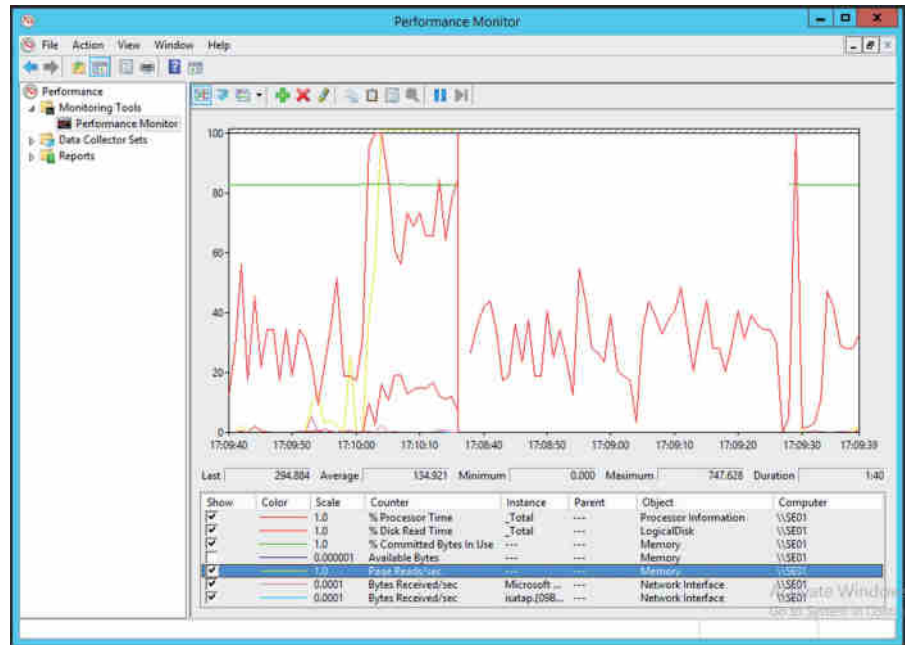 Performance Monitor
File Action View Window Help
Performance
Monitoring Tools
Performance Monitor
Data Collector Sets
Reports
100
80
60
40
20
0
17:09:40 17:09:50 17:10:00 17:10:10 17:08:40 17:08:50 17:09:00 17:09:10 17:09:20 17:09:30 17:09:39
Last 294.884 Average 134.921 Minimum 0.000 Maximum 747.628 Duration 1:40
Show Color Scale Counter Instance Parent Object Computer
1.0 % Processor Time _Total --- Processor Information \\SE01
1.0 % Disk Read Time _Total --- LogicalDisk \\SE01
1.0 % Committed Bytes In Use --- --- Memory \\SE01
0.000001 Available Bytes --- --- Memory \\SE01
1.0 Page Reads/sec --- --- Memory \\SE01
0.0001 Bytes Received/sec Microsoft ... --- Network Interface \\SE01
0.0001 Bytes Received/sec isatap.{09B... --- Network Interface \\SE01
Activate Window
Go to System in